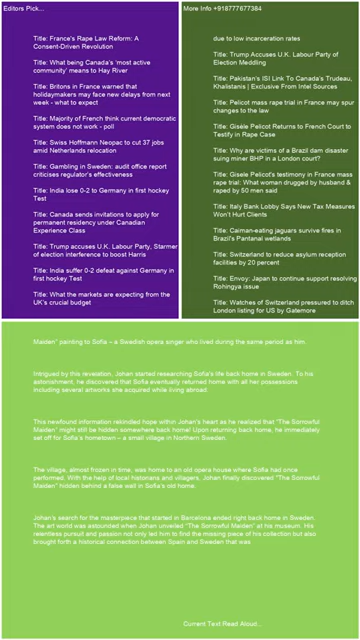 Editors Pick...
Title: France's Rape Law Reform: A
Consent-Driven Revolution
Title: What being Canada's 'most active
community' means to Hay River
Title: Britons in France warned that
holidaymakers may face new delays from next
week - what to expect
Title: Majority of French think current democratic
system does not work - poll
Title: Swiss Hoffmann Neopac to cut 37 jobs
amid Netherlands relocation
Title: Gambling in Sweden: audit office report
criticises regulator's effectiveness
Title: India lose 0-2 to Germany in first hockey
Test
Title: Canada sends invitations to apply for
permanent residency under Canadian
Experience Class
Title: Trump accuses U.K. Labour Party, Starmer
of election interference to boost Harris
Title: India suffer 0-2 defeat against Germany in
first hockey Test
Title: What the markets are expecting from the
UK's crucial budget
More Info +918777677384
due to low incarceration rates
Title: Trump Accuses U.K. Labour Party of
Election Meddling
Title: Pakistan's ISI Link To Canada's Trudeau,
Khalistanis | Exclusive From Intel Sources
Title: Pelicot mass rape trial in France may spur
changes to the law
Title: Gisèle Pelicot Returns to French Court to
Testify in Rape Case
Title: Why are victims of a Brazil dam disaster
suing miner BHP in a London court?
Title: Gisele Pelicot's testimony in France mass
rape trial: What woman drugged by husband &
raped by 50 men said
Title: Italy Bank Lobby Says New Tax Measures
Won't Hurt Clients
Title: Caiman-eating jaguars survive fires in
Brazil's Pantanal wetlands
Title: Switzerland to reduce asylum reception
facilities by 20 percent
Title: Envoy: Japan to continue support resolving
Rohingya issue
Title: Watches of Switzerland pressured to ditch
London listing for US by Gatemore
Maiden" painting to Sofia – a Swedish opera singer who lived during the same period as him.
Intrigued by this revelation, Johan started researching Sofia's life back home in Sweden. To his
astonishment, he discovered that Sofia eventually returned home with all her possessions
including several artworks she acquired while living abroad.
This newfound information rekindled hope within Johan's heart as he realized that "The Sorrowful
Maiden" might still be hidden somewhere back home! Upon returning back home, he immediately
set off for Sofia's hometown – a small village in Northern Sweden.
The village, almost frozen in time, was home to an old opera house where Sofia had once
performed. With the help of local historians and villagers, Johan finally discovered "The Sorrowful
Maiden" hidden behind a false wall in Sofia's old home.
Johan's search for the masterpiece that started in Barcelona ended right back home in Sweden.
The art world was astounded when Johan unveiled "The Sorrowful Maiden" at his museum. His
relentless pursuit and passion not only led him to find the missing piece of his collection but also
brought forth a historical connection between Spain and Sweden that was
Current Text Read Aloud...